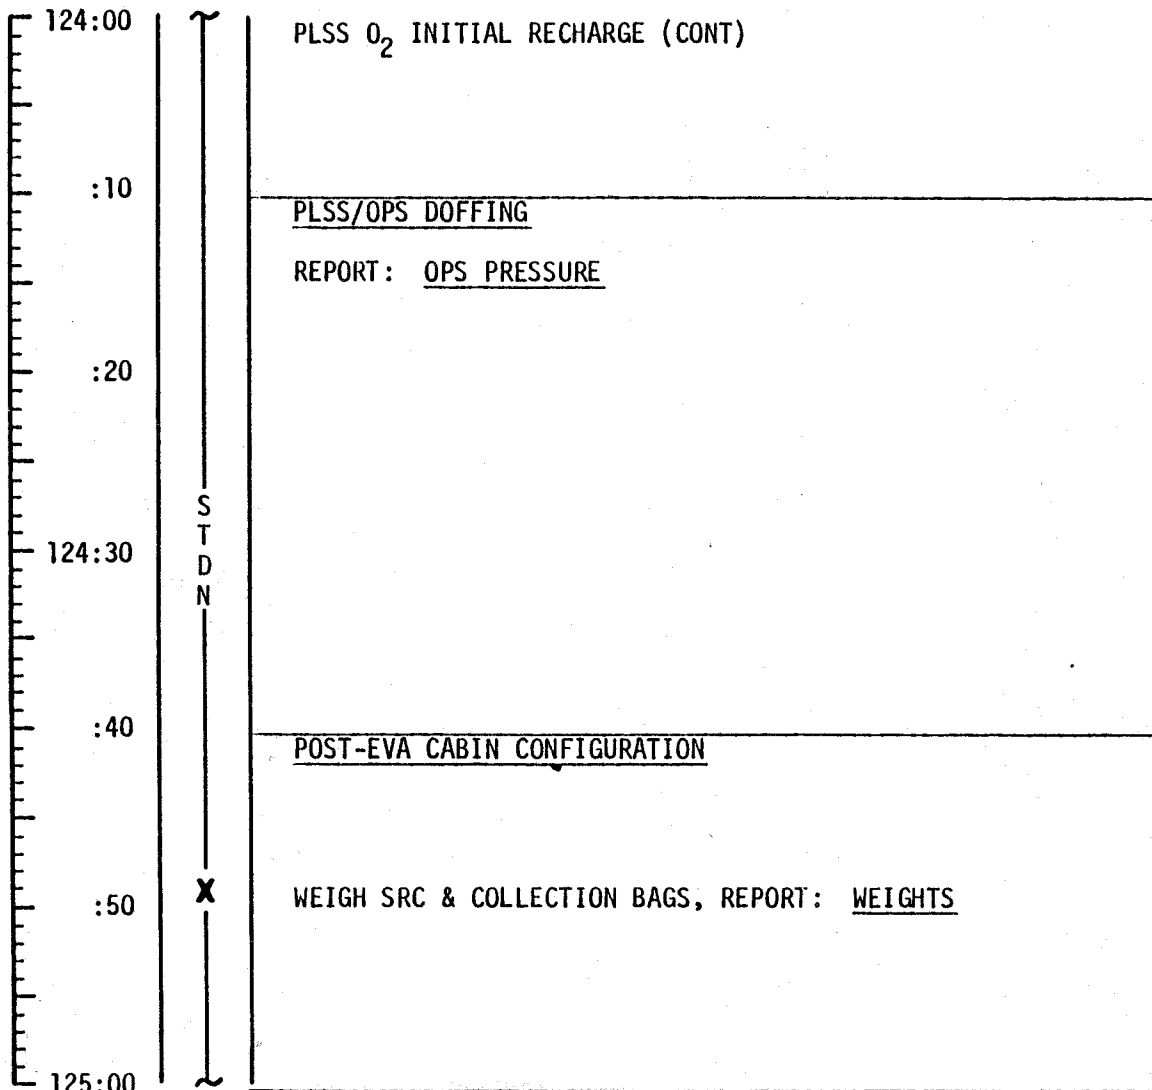 124:00
PLSS O2 INITIAL RECHARGE (CONT)
:10
PLSS/OPS DOFFING
REPORT: OPS PRESSURE
:20
S
T
D
N
124:30
:40
POST-EVA CABIN CONFIGURATION
X
:50
WEIGH SRC & COLLECTION BAGS, REPORT: WEIGHTS
125:00